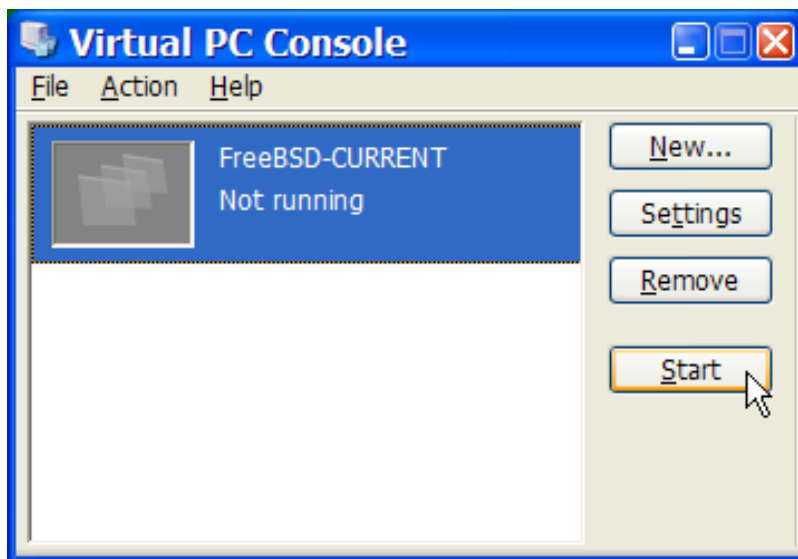 Virtual PC Console
File Action Help
FreeBSD-CURRENT
Not running
New...
Settings
Remove
Start